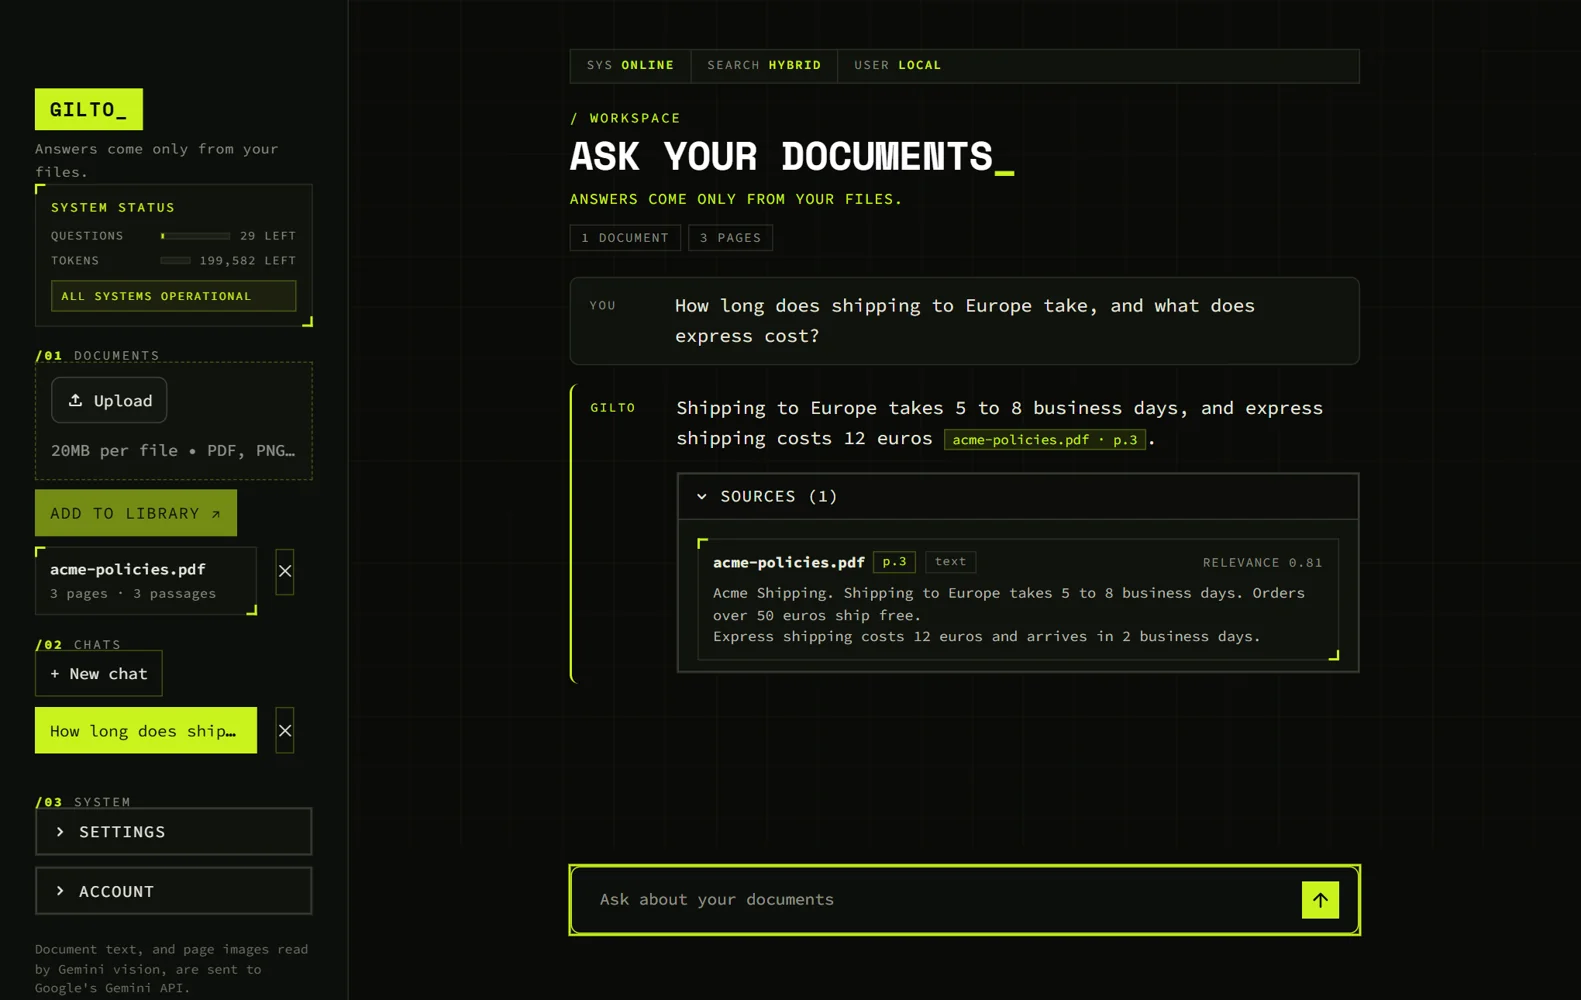 GILTO_
Answers come only from your
files.
SYSTEM STATUS
QUESTIONS 29 LEFT
TOKENS 199,582 LEFT
ALL SYSTEMS OPERATIONAL
/01 DOCUMENTS
Upload
20MB per file • PDF, PNG…
ADD TO LIBRARY ↗
acme-policies.pdf
3 pages · 3 passages
/02 CHATS
+ New chat
How long does ship…
/03 SYSTEM
SETTINGS
ACCOUNT
Document text, and page images read
by Gemini vision, are sent to
Google's Gemini API.
SYS ONLINE SEARCH HYBRID USER LOCAL
/ WORKSPACE
ASK YOUR DOCUMENTS_
ANSWERS COME ONLY FROM YOUR FILES.
1 DOCUMENT 3 PAGES
YOU How long does shipping to Europe take, and what does
express cost?
GILTO Shipping to Europe takes 5 to 8 business days, and express
shipping costs 12 euros acme-policies.pdf · p.3 .
SOURCES (1)
acme-policies.pdf p.3 text RELEVANCE 0.81
Acme Shipping. Shipping to Europe takes 5 to 8 business days. Orders
over 50 euros ship free.
Express shipping costs 12 euros and arrives in 2 business days.
Ask about your documents